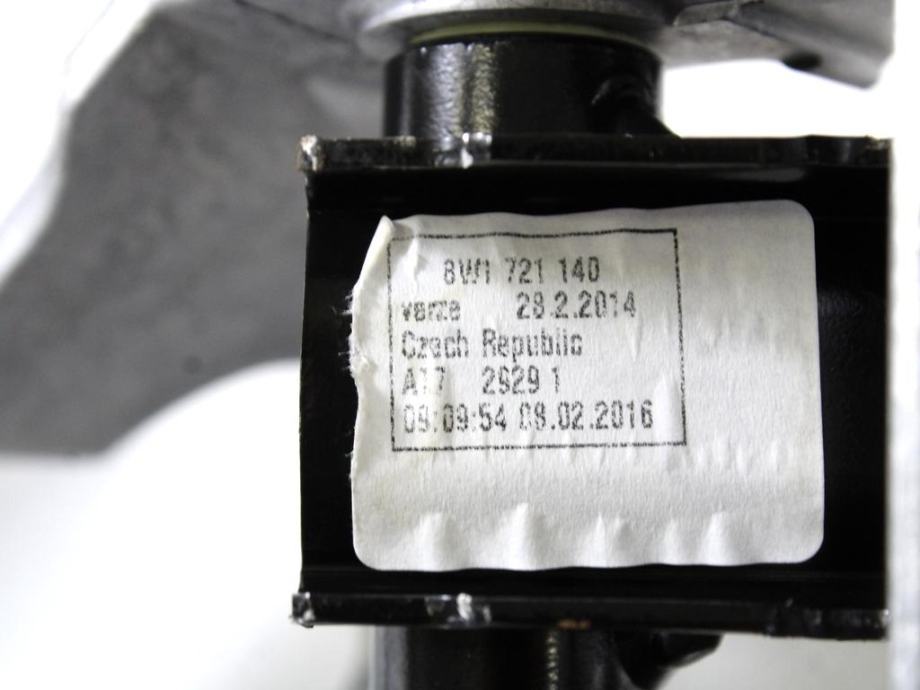 8W1 721 140
verze 28.2.2014
Czech Republic
A17 2929 1
09:09:54 08.02.2016